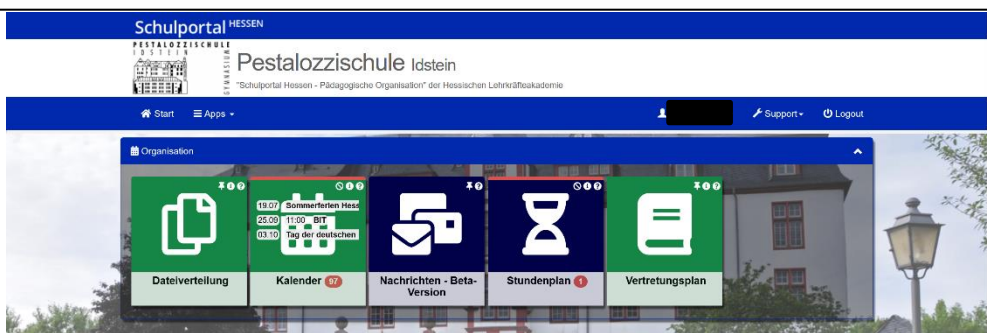 Schulportal HESSEN
PESTALOZZISCHULE
IDSTEIN
GYMNASIUM
Pestalozzischule Idstein
"Schulportal Hessen - Pädagogische Organisation" der Hessischen Lehrkräfteakademie
Start Apps Support Logout
Organisation
19.07 Sommerferien Hess
25.09 11:00 BIT
03.10 Tag der deutschen
Dateiverteilung
Kalender 97
Nachrichten - Beta-
Version
Stundenplan 1
Vertretungsplan